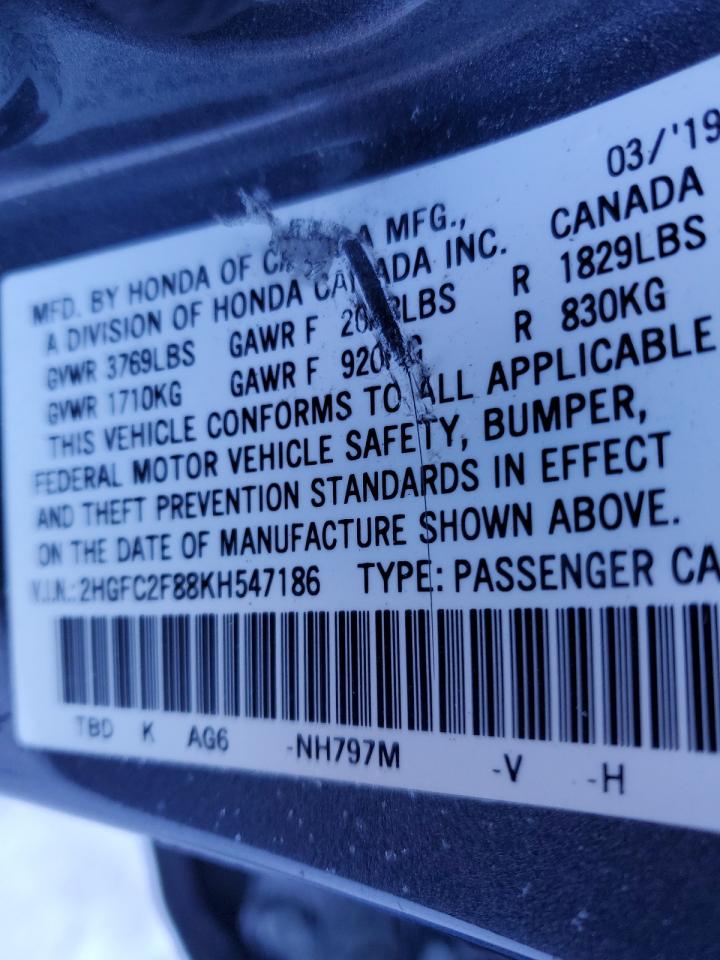 03/'19
MFD. BY HONDA OF MFG.,
A DIVISION OF HONDA INC. CANADA
GVWR 3769LBS GAWR F R 1829LBS
GVWR 1710KG GAWR F R 830KG
THIS VEHICLE CONFORMS TO ALL APPLICABLE
FEDERAL MOTOR VEHICLE SAFETY, BUMPER,
AND THEFT PREVENTION STANDARDS IN EFFECT
ON THE DATE OF MANUFACTURE SHOWN ABOVE.
V.I.N.: 2HGFC2F88KH547186 TYPE: PASSENGER CA
TBD K AG6 -NH797M -V -H